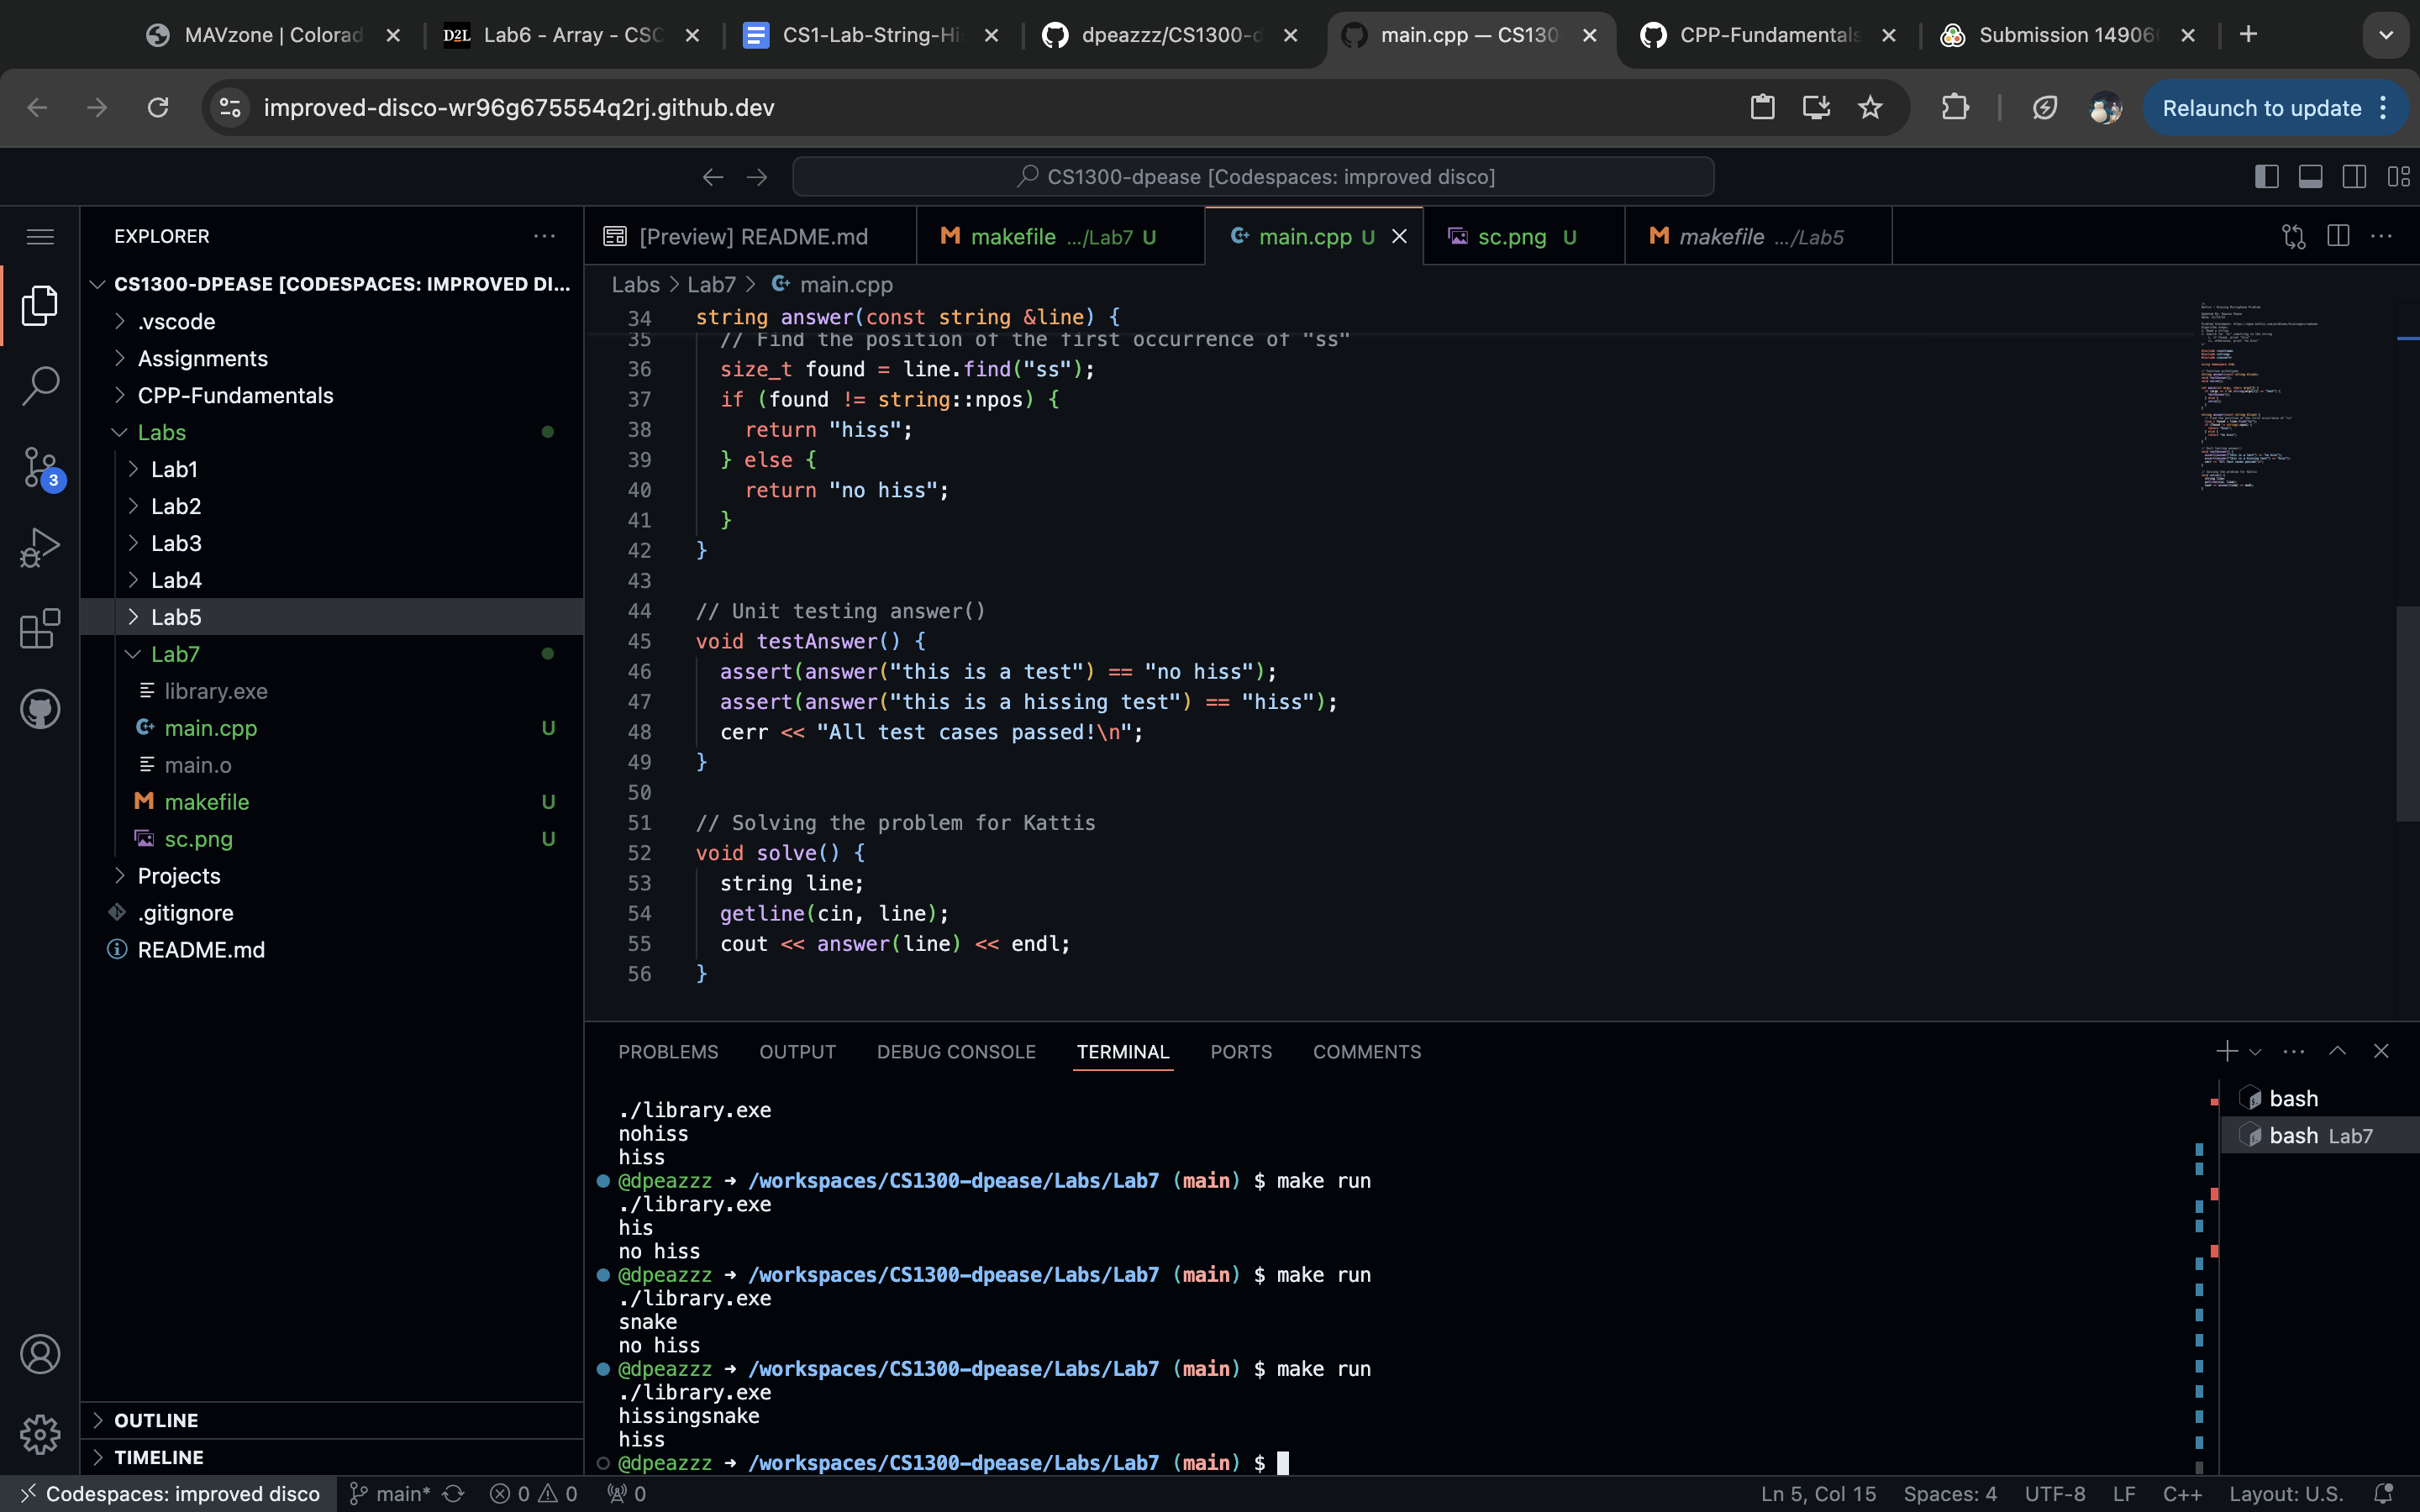 MAVzone | Colorad
D2L Lab6 - Array - CSC
CS1-Lab-String-Hi
dpeazzz/CS1300-d
main.cpp — CS130
CPP-Fundamentals
Submission 14906
improved-disco-wr96g675554q2rj.github.dev
Relaunch to update
CS1300-dpease [Codespaces: improved disco]
EXPLORER
CS1300-DPEASE [CODESPACES: IMPROVED DI...
.vscode
Assignments
CPP-Fundamentals
Labs
Lab1
Lab2
Lab3
Lab4
Lab5
Lab7
library.exe
main.cpp U
main.o
makefile U
sc.png U
Projects
.gitignore
README.md
OUTLINE
TIMELINE
3
[Preview] README.md
makefile .../Lab7 U
main.cpp U
sc.png U
makefile .../Lab5
Labs > Lab7 > main.cpp
34 string answer(const string &line) {
35 // Find the position of the first occurrence of "ss"
36 size_t found = line.find("ss");
37 if (found != string::npos) {
38 return "hiss";
39 } else {
40 return "no hiss";
41 }
42 }
43
44 // Unit testing answer()
45 void testAnswer() {
46 assert(answer("this is a test") == "no hiss");
47 assert(answer("this is a hissing test") == "hiss");
48 cerr << "All test cases passed!\n";
49 }
50
51 // Solving the problem for Kattis
52 void solve() {
53 string line;
54 getline(cin, line);
55 cout << answer(line) << endl;
56 }
PROBLEMS OUTPUT DEBUG CONSOLE TERMINAL PORTS COMMENTS
./library.exe
nohiss
hiss
@dpeazzz ➜ /workspaces/CS1300-dpease/Labs/Lab7 (main) $ make run
./library.exe
his
no hiss
@dpeazzz ➜ /workspaces/CS1300-dpease/Labs/Lab7 (main) $ make run
./library.exe
snake
no hiss
@dpeazzz ➜ /workspaces/CS1300-dpease/Labs/Lab7 (main) $ make run
./library.exe
hissingsnake
hiss
@dpeazzz ➜ /workspaces/CS1300-dpease/Labs/Lab7 (main) $
bash
bash Lab7
Codespaces: improved disco main* 0 0 0
Ln 5, Col 15 Spaces: 4 UTF-8 LF C++ Layout: U.S.